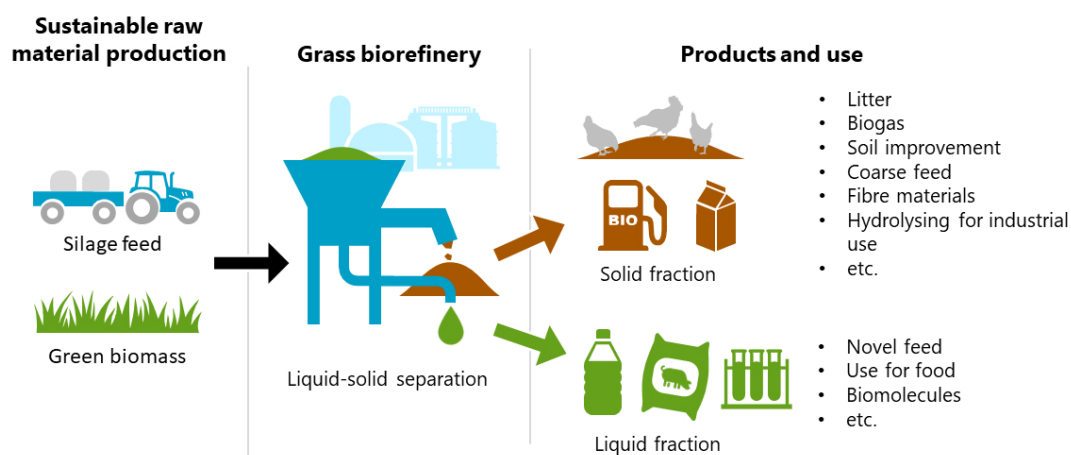 Sustainable raw
material production
Silage feed
Green biomass
Grass biorefinery
Liquid-solid separation
Products and use
BIO
Solid fraction
• Litter
• Biogas
• Soil improvement
• Coarse feed
• Fibre materials
• Hydrolysing for industrial
use
• etc.
Liquid fraction
• Novel feed
• Use for food
• Biomolecules
• etc.